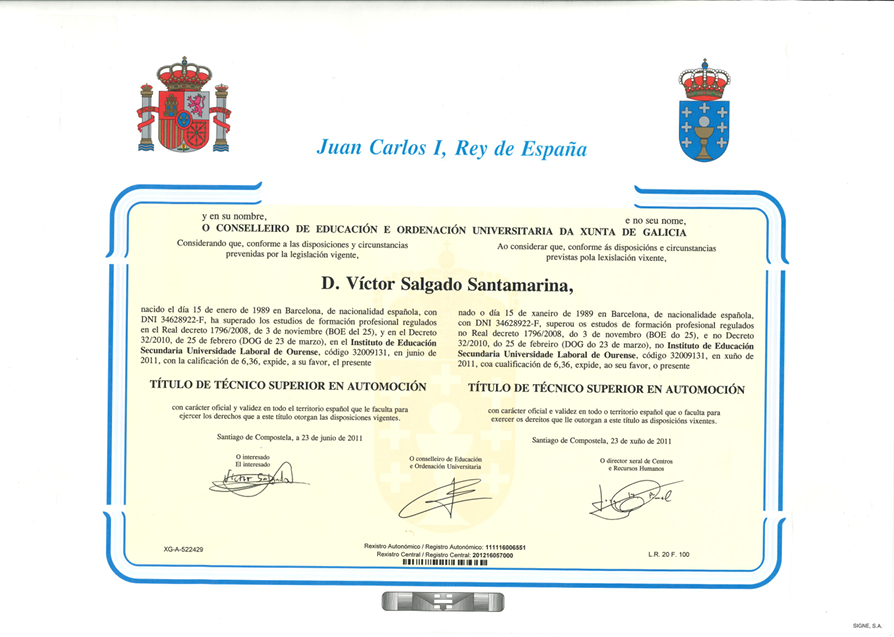 Juan Carlos I, Rey de España
y en su nombre,
e no seu nome,
O CONSELLEIRO DE EDUCACIÓN E ORDENACIÓN UNIVERSITARIA DA XUNTA DE GALICIA
Considerando que, conforme a las disposiciones y circunstancias
prevenidas por la legislación vigente,
Ao considerar que, conforme ás disposicións e circunstancias
previstas pola lexislación vixente,
D. Víctor Salgado Santamarina,
nacido el día 15 de enero de 1989 en Barcelona, de nacionalidad española, con
DNI 34628922-F, ha superado los estudios de formación profesional regulados
en el Real decreto 1796/2008, de 3 de noviembre (BOE del 25), y en el Decreto
32/2010, de 25 de febrero (DOG de 23 de marzo), en el Instituto de Educación
Secundaria Universidade Laboral de Ourense, código 32009131, en junio de
2011, con la calificación de 6,36, expide, a su favor, el presente
TÍTULO DE TÉCNICO SUPERIOR EN AUTOMOCIÓN
con carácter oficial y validez en todo el territorio español que le faculta para
ejercer los derechos que a este título otorgan las disposiciones vigentes.
Santiago de Compostela, a 23 de junio de 2011
nado o día 15 de xaneiro de 1989 en Barcelona, de nacionalidade española,
con DNI 34628922-F, superou os estudos de formación profesional regulados
no Real decreto 1796/2008, do 3 de novembro (BOE do 25), e no Decreto
32/2010, do 25 de febreiro (DOG do 23 de marzo), no Instituto de Educación
Secundaria Universidade Laboral de Ourense, código 32009131, en xuño de
2011, coa cualificación de 6,36, expide, ao seu favor, o presente
TÍTULO DE TÉCNICO SUPERIOR EN AUTOMOCIÓN
con carácter oficial e validez en todo o territorio español que o faculta para
exercer os dereitos que lle outorgan a este título as disposicións vixentes.
Santiago de Compostela, 23 de xuño de 2011
O interesado
El interesado
Víctor Salgado
O conselleiro de Educación
e Ordenación Universitaria
O director xeral de Centros
e Recursos Humanos
XG-A-522429
Rexistro Autonómico / Registro Autonómico: 111116006551
Rexistro Central / Registro Central: 201216057000
L.R. 20 F. 100
SIGNE, S.A.